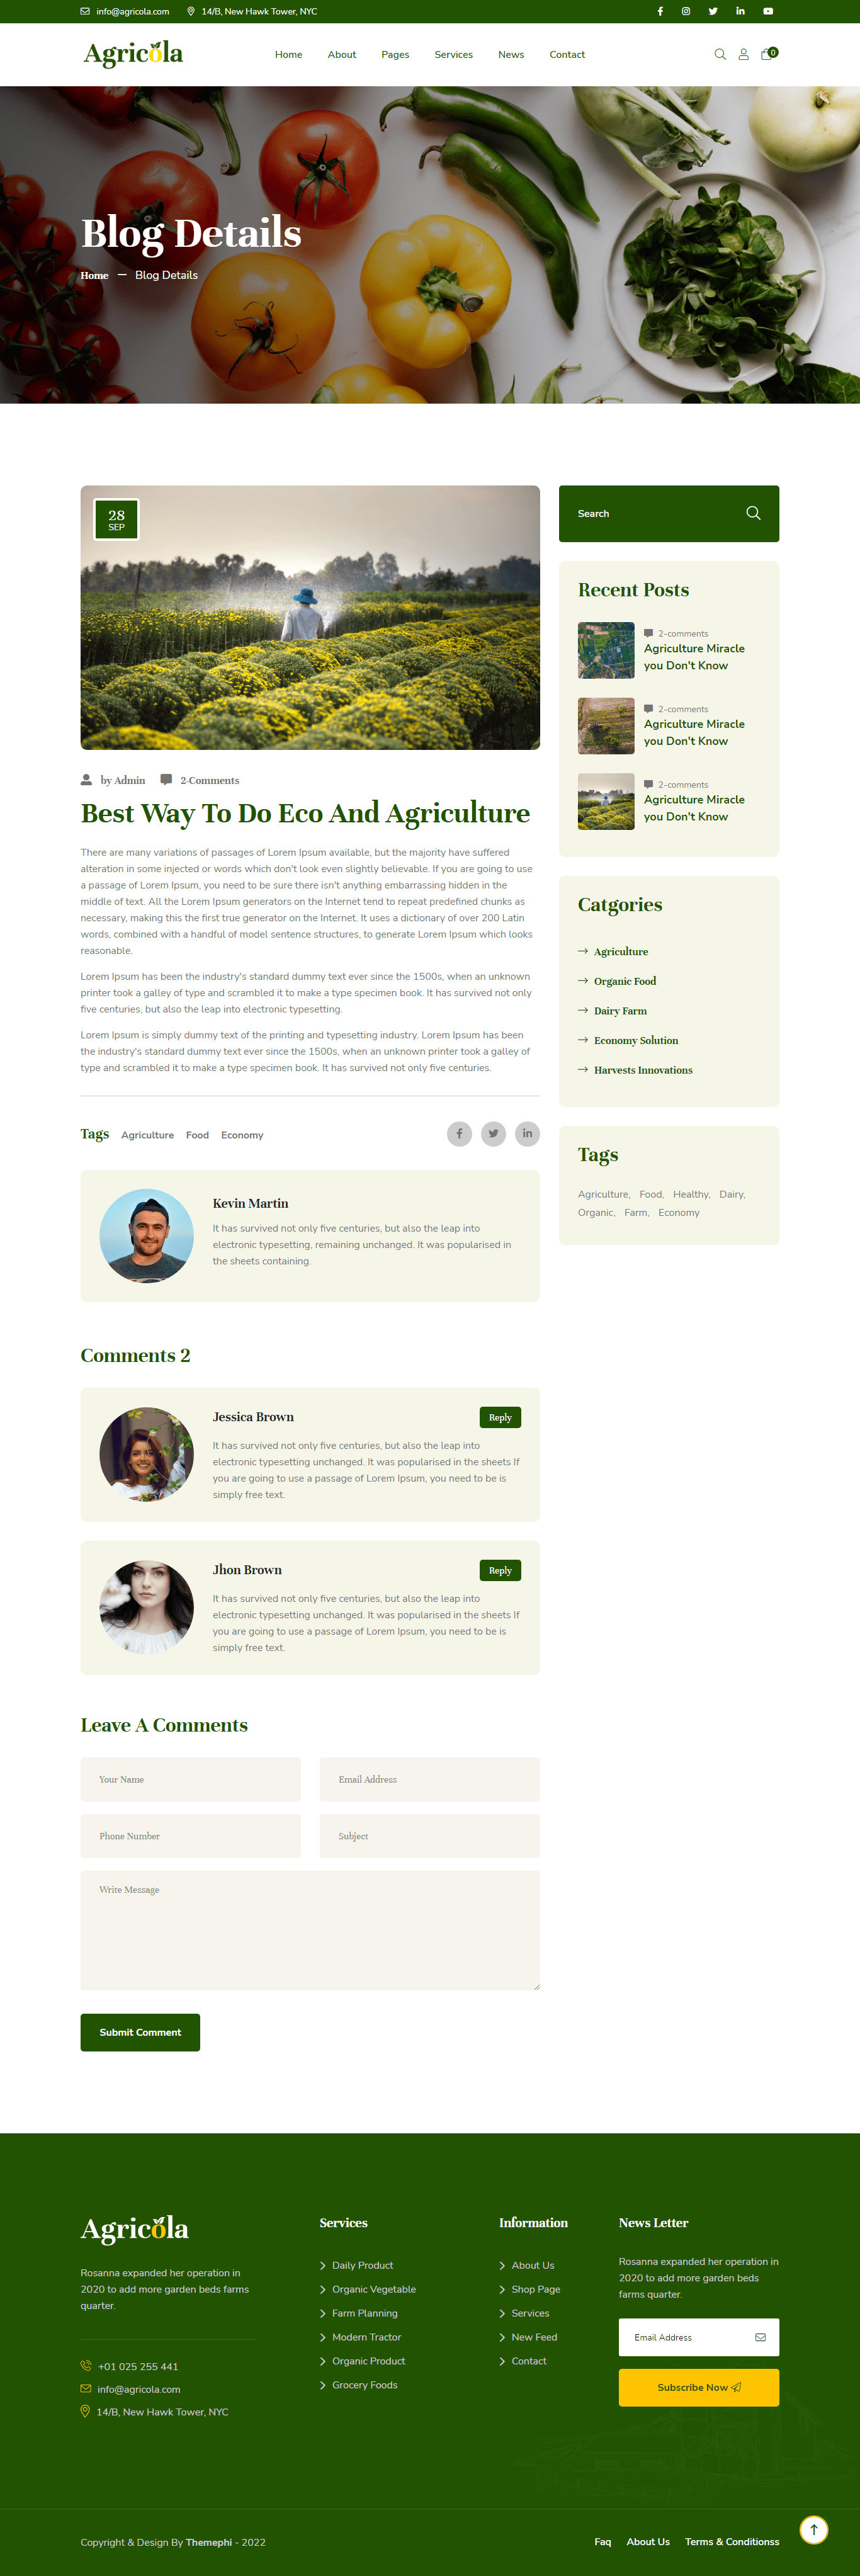 info@agricola.com 14/B, New Hawk Tower, NYC
Agricola
Home About Pages Services News Contact
0
Blog Details
Home — Blog Details
28
SEP
by Admin 2-Comments
Best Way To Do Eco And Agriculture
There are many variations of passages of Lorem Ipsum available, but the majority have suffered
alteration in some injected or words which don't look even slightly believable. If you are going to use
a passage of Lorem Ipsum, you need to be sure there isn't anything embarrassing hidden in the
middle of text. All the Lorem Ipsum generators on the Internet tend to repeat predefined chunks as
necessary, making this the first true generator on the Internet. It uses a dictionary of over 200 Latin
words, combined with a handful of model sentence structures, to generate Lorem Ipsum which looks
reasonable.
Lorem Ipsum has been the industry's standard dummy text ever since the 1500s, when an unknown
printer took a galley of type and scrambled it to make a type specimen book. It has survived not only
five centuries, but also the leap into electronic typesetting.
Lorem Ipsum is simply dummy text of the printing and typesetting industry. Lorem Ipsum has been
the industry's standard dummy text ever since the 1500s, when an unknown printer took a galley of
type and scrambled it to make a type specimen book. It has survived not only five centuries.
Tags Agriculture Food Economy
Kevin Martin
It has survived not only five centuries, but also the leap into
electronic typesetting, remaining unchanged. It was popularised in
the sheets containing.
Comments 2
Jessica Brown
Reply
It has survived not only five centuries, but also the leap into
electronic typesetting unchanged. It was popularised in the sheets If
you are going to use a passage of Lorem Ipsum, you need to be is
simply free text.
Jhon Brown
Reply
It has survived not only five centuries, but also the leap into
electronic typesetting unchanged. It was popularised in the sheets If
you are going to use a passage of Lorem Ipsum, you need to be is
simply free text.
Leave A Comments
Your Name
Email Address
Phone Number
Subject
Write Message
Submit Comment
Search
Recent Posts
2-comments
Agriculture Miracle
you Don't Know
2-comments
Agriculture Miracle
you Don't Know
2-comments
Agriculture Miracle
you Don't Know
Catgories
Agriculture
Organic Food
Dairy Farm
Economy Solution
Harvests Innovations
Tags
Agriculture, Food, Healthy, Dairy,
Organic, Farm, Economy
Agricola
Rosanna expanded her operation in
2020 to add more garden beds farms
quarter.
+01 025 255 441
info@agricola.com
14/B, New Hawk Tower, NYC
Services
Daily Product
Organic Vegetable
Farm Planning
Modern Tractor
Organic Product
Grocery Foods
Information
About Us
Shop Page
Services
New Feed
Contact
News Letter
Rosanna expanded her operation in
2020 to add more garden beds
farms quarter.
Email Address
Subscribe Now
Copyright & Design By Themephi - 2022
Faq About Us Terms & Conditionss